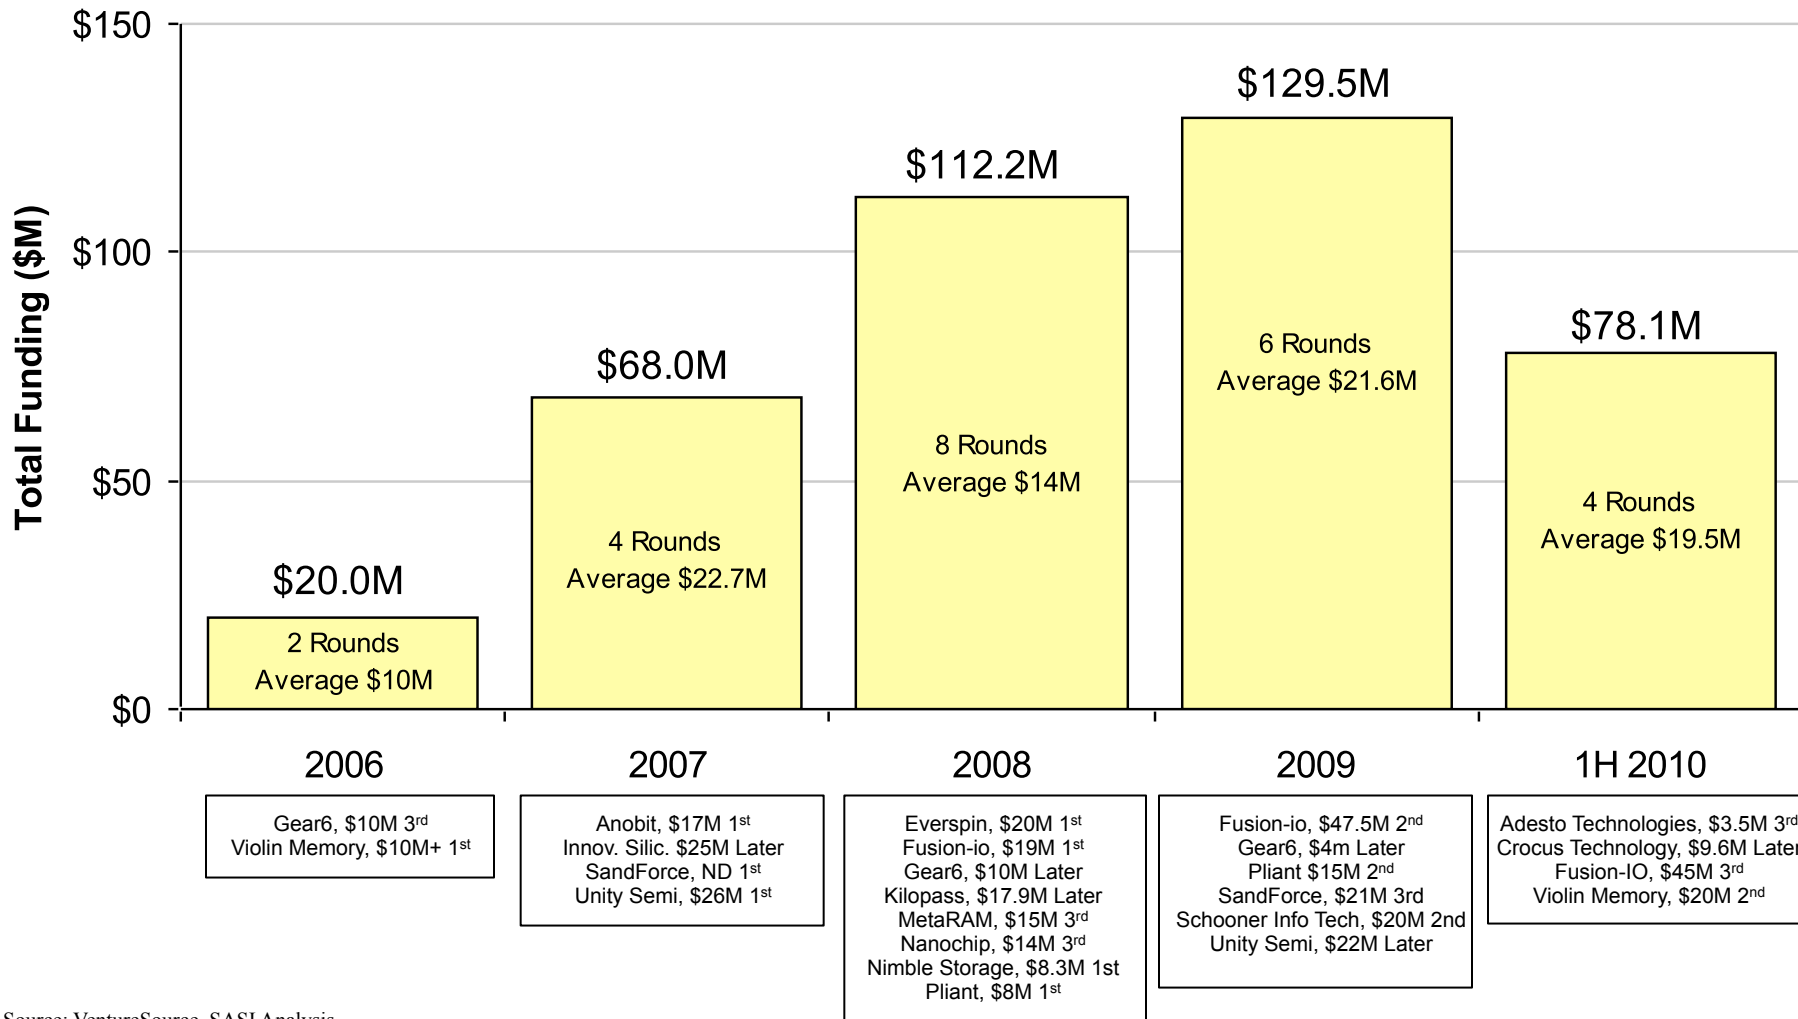 Total Funding ($M)
$150
$100
$50
$0
$20.0M
2 Rounds
Average $10M
$68.0M
4 Rounds
Average $22.7M
$112.2M
8 Rounds
Average $14M
$129.5M
6 Rounds
Average $21.6M
$78.1M
4 Rounds
Average $19.5M
2006
Gear6, $10M 3rd
Violin Memory, $10M+ 1st
2007
Anobit, $17M 1st
Innov. Silic. $25M Later
SandForce, ND 1st
Unity Semi, $26M 1st
2008
Everspin, $20M 1st
Fusion-io, $19M 1st
Gear6, $10M Later
Kilopass, $17.9M Later
MetaRAM, $15M 3rd
Nanochip, $14M 3rd
Nimble Storage, $8.3M 1st
Pliant, $8M 1st
2009
Fusion-io, $47.5M 2nd
Gear6, $4m Later
Pliant $15M 2nd
SandForce, $21M 3rd
Schooner Info Tech, $20M 2nd
Unity Semi, $22M Later
1H 2010
Adesto Technologies, $3.5M 3rd
Crocus Technology, $9.6M Later
Fusion-IO, $45M 3rd
Violin Memory, $20M 2nd
Source: VentureSource, SASI Analysis